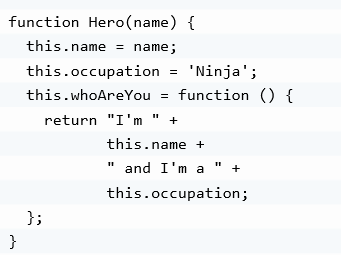 function Hero(name) {
  this.name = name;
  this.occupation = 'Ninja';
  this.whoAreYou = function () {
    return "I'm " +
           this.name +
           " and I'm a " +
           this.occupation;
  };
}